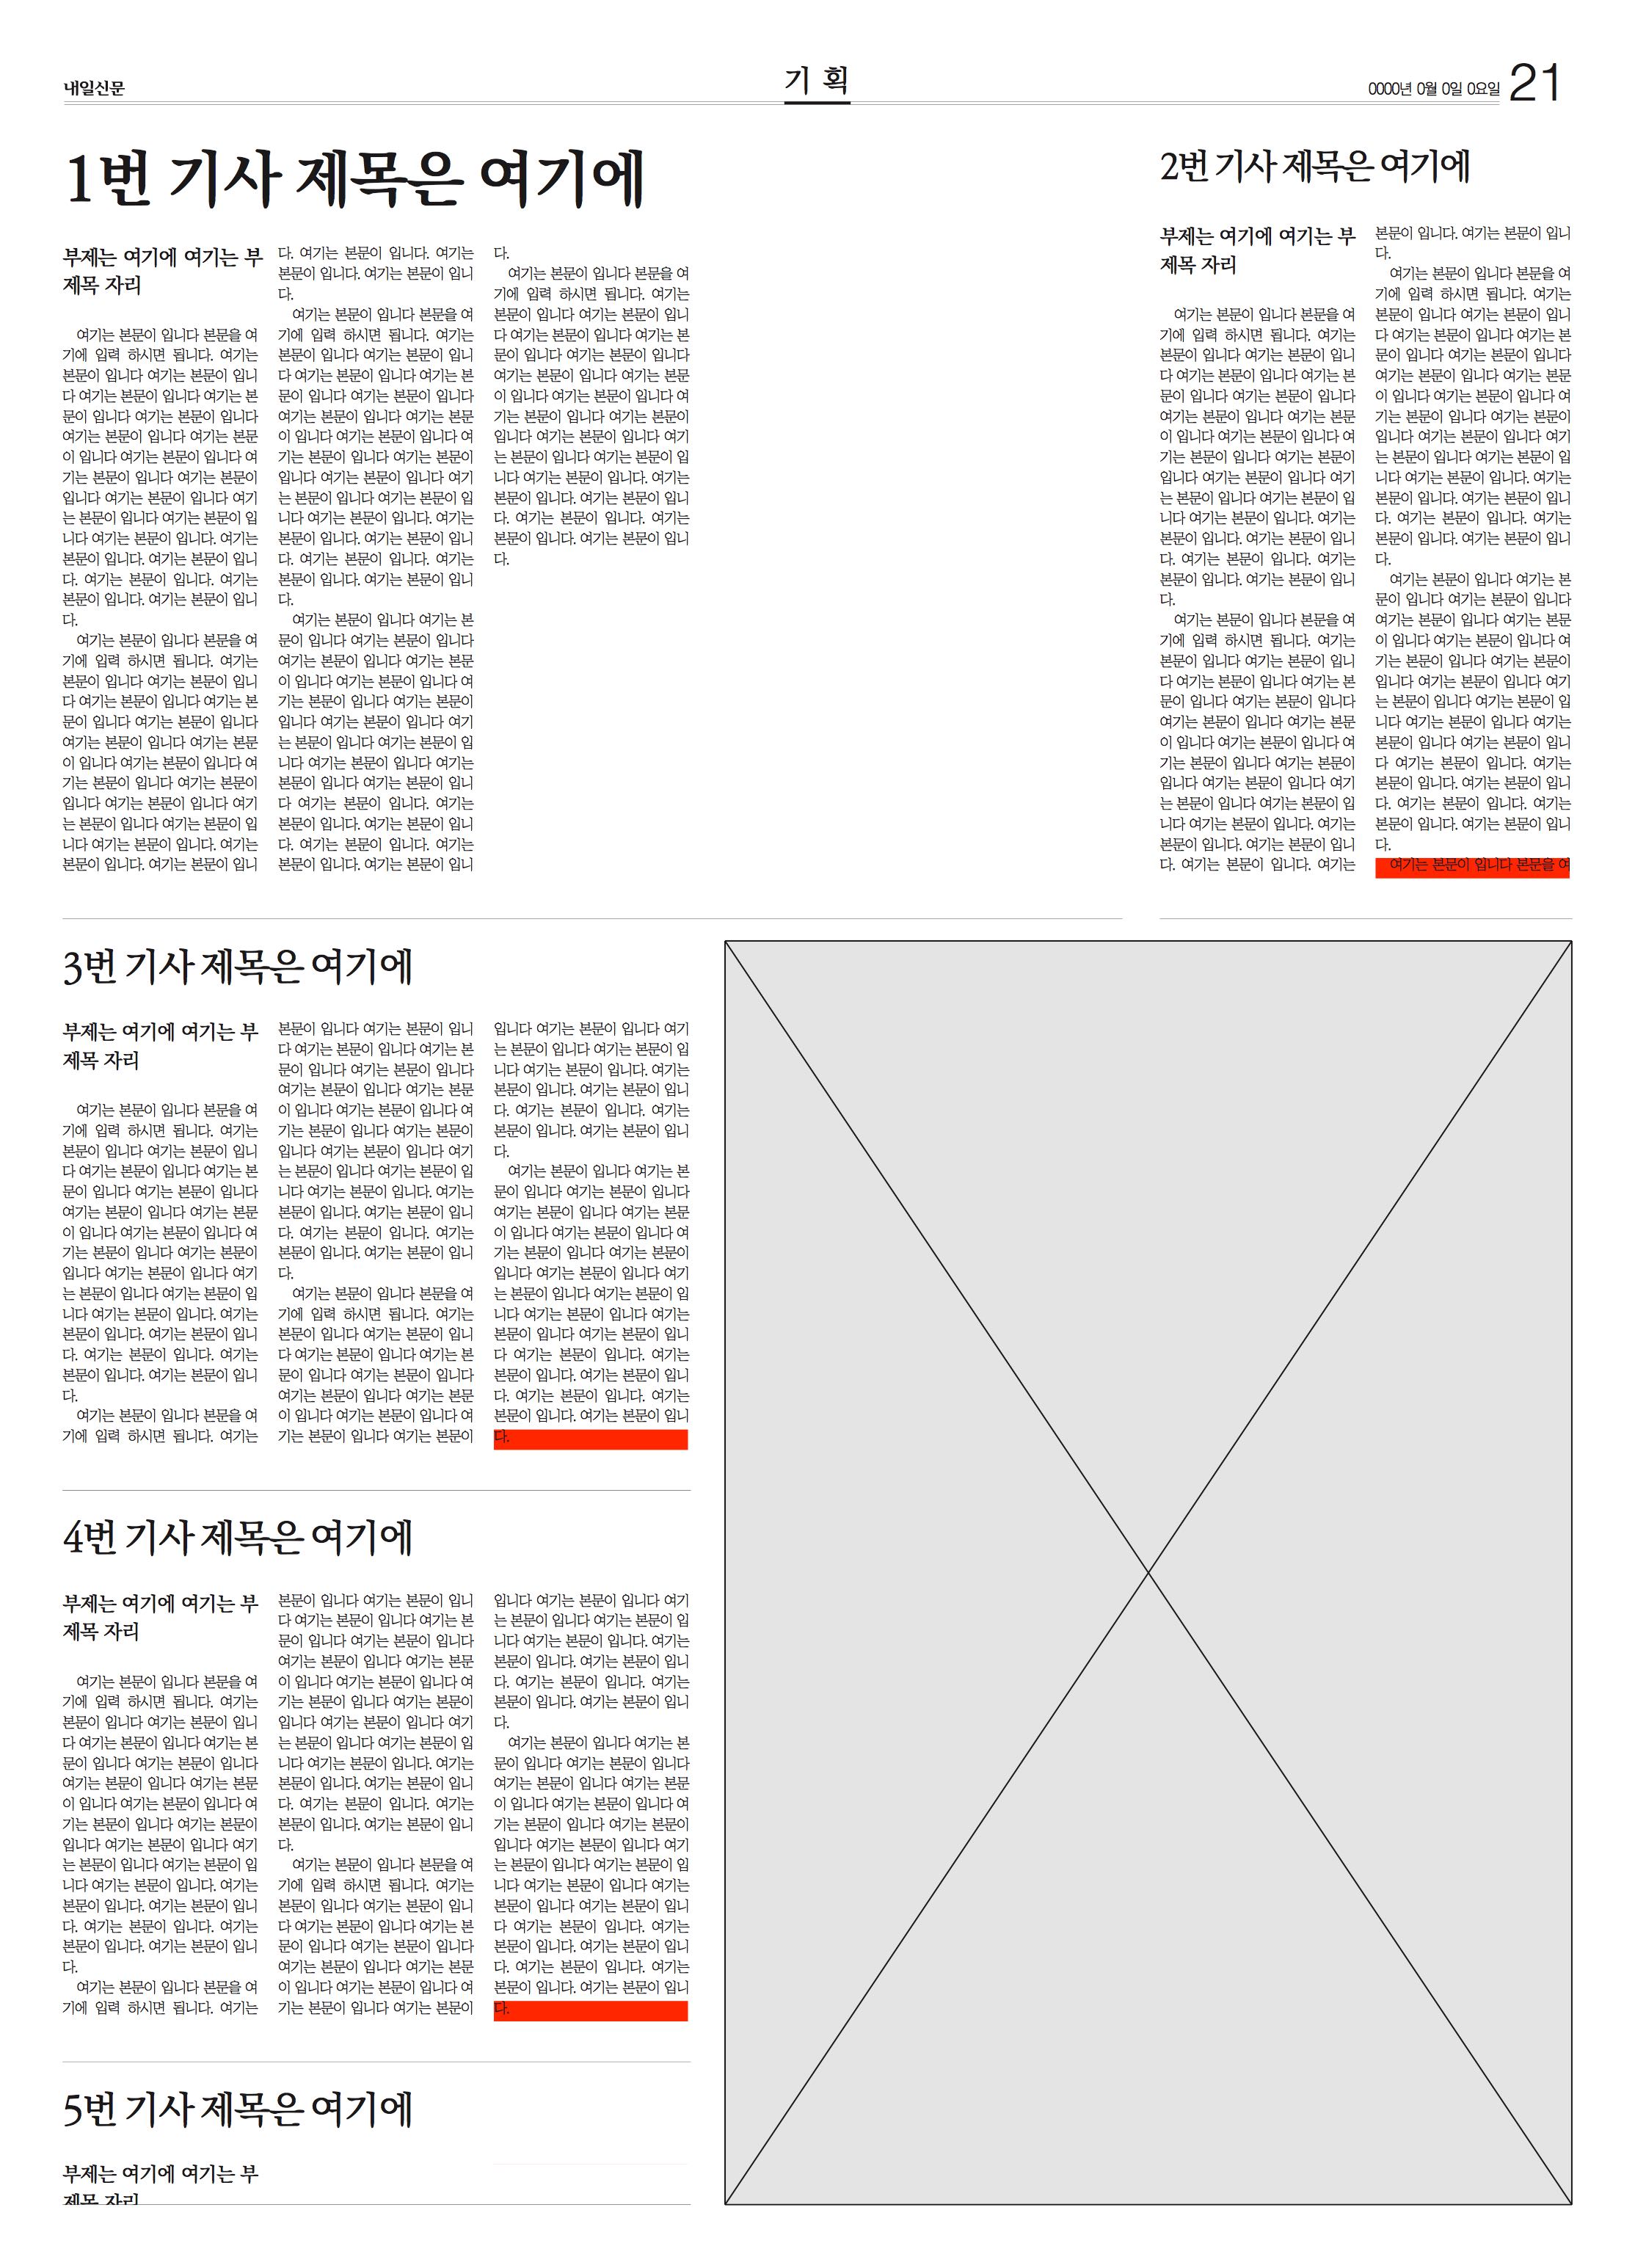 내일신문
기 획
0000년 0월 0일 0요일 21
1번 기사 제목은 여기에
부제는 여기에 여기는 부
제목 자리
여기는 본문이 입니다 본문을 여
기에 입력 하시면 됩니다. 여기는
본문이 입니다 여기는 본문이 입니
다 여기는 본문이 입니다 여기는 본
문이 입니다 여기는 본문이 입니다
여기는 본문이 입니다 여기는 본문
이 입니다 여기는 본문이 입니다 여
기는 본문이 입니다 여기는 본문이
입니다 여기는 본문이 입니다 여기
는 본문이 입니다 여기는 본문이 입
니다 여기는 본문이 입니다. 여기는
본문이 입니다. 여기는 본문이 입니
다. 여기는 본문이 입니다. 여기는
본문이 입니다. 여기는 본문이 입니
다.
여기는 본문이 입니다 본문을 여
기에 입력 하시면 됩니다. 여기는
본문이 입니다 여기는 본문이 입니
다 여기는 본문이 입니다 여기는 본
문이 입니다 여기는 본문이 입니다
여기는 본문이 입니다 여기는 본문
이 입니다 여기는 본문이 입니다 여
기는 본문이 입니다 여기는 본문이
입니다 여기는 본문이 입니다 여기
는 본문이 입니다 여기는 본문이 입
니다 여기는 본문이 입니다. 여기는
본문이 입니다. 여기는 본문이 입니
다. 여기는 본문이 입니다. 여기는
본문이 입니다. 여기는 본문이 입니
다.
여기는 본문이 입니다 본문을 여
기에 입력 하시면 됩니다. 여기는
본문이 입니다 여기는 본문이 입니
다 여기는 본문이 입니다 여기는 본
문이 입니다 여기는 본문이 입니다
여기는 본문이 입니다 여기는 본문
이 입니다 여기는 본문이 입니다 여
기는 본문이 입니다 여기는 본문이
입니다 여기는 본문이 입니다 여기
는 본문이 입니다 여기는 본문이 입
니다 여기는 본문이 입니다. 여기는
본문이 입니다. 여기는 본문이 입니
다. 여기는 본문이 입니다. 여기는
본문이 입니다. 여기는 본문이 입니
다.
여기는 본문이 입니다 여기는 본
문이 입니다 여기는 본문이 입니다
여기는 본문이 입니다 여기는 본문
이 입니다 여기는 본문이 입니다 여
기는 본문이 입니다 여기는 본문이
입니다 여기는 본문이 입니다 여기
는 본문이 입니다 여기는 본문이 입
니다 여기는 본문이 입니다 여기는
본문이 입니다 여기는 본문이 입니
다 여기는 본문이 입니다. 여기는
본문이 입니다. 여기는 본문이 입니
다. 여기는 본문이 입니다. 여기는
본문이 입니다. 여기는 본문이 입니
다.
여기는 본문이 입니다 본문을 여
기에 입력 하시면 됩니다. 여기는
본문이 입니다 여기는 본문이 입니
다 여기는 본문이 입니다 여기는 본
문이 입니다 여기는 본문이 입니다
여기는 본문이 입니다 여기는 본문
이 입니다 여기는 본문이 입니다 여
기는 본문이 입니다 여기는 본문이
입니다 여기는 본문이 입니다 여기
는 본문이 입니다 여기는 본문이 입
니다 여기는 본문이 입니다. 여기는
본문이 입니다. 여기는 본문이 입니
다. 여기는 본문이 입니다. 여기는
본문이 입니다. 여기는 본문이 입니
다.
2번 기사 제목은 여기에
부제는 여기에 여기는 부
제목 자리
여기는 본문이 입니다 본문을 여
기에 입력 하시면 됩니다. 여기는
본문이 입니다 여기는 본문이 입니
다 여기는 본문이 입니다 여기는 본
문이 입니다 여기는 본문이 입니다
여기는 본문이 입니다 여기는 본문
이 입니다 여기는 본문이 입니다 여
기는 본문이 입니다 여기는 본문이
입니다 여기는 본문이 입니다 여기
는 본문이 입니다 여기는 본문이 입
니다 여기는 본문이 입니다. 여기는
본문이 입니다. 여기는 본문이 입니
다. 여기는 본문이 입니다. 여기는
본문이 입니다. 여기는 본문이 입니
다.
여기는 본문이 입니다 본문을 여
기에 입력 하시면 됩니다. 여기는
본문이 입니다 여기는 본문이 입니
다 여기는 본문이 입니다 여기는 본
문이 입니다 여기는 본문이 입니다
여기는 본문이 입니다 여기는 본문
이 입니다 여기는 본문이 입니다 여
기는 본문이 입니다 여기는 본문이
입니다 여기는 본문이 입니다 여기
는 본문이 입니다 여기는 본문이 입
니다 여기는 본문이 입니다. 여기는
본문이 입니다. 여기는 본문이 입니
다. 여기는 본문이 입니다. 여기는
본문이 입니다. 여기는 본문이 입니
다.
여기는 본문이 입니다 본문을 여
기에 입력 하시면 됩니다. 여기는
본문이 입니다 여기는 본문이 입니
다 여기는 본문이 입니다 여기는 본
문이 입니다 여기는 본문이 입니다
여기는 본문이 입니다 여기는 본문
이 입니다 여기는 본문이 입니다 여
기는 본문이 입니다 여기는 본문이
입니다 여기는 본문이 입니다 여기
는 본문이 입니다 여기는 본문이 입
니다 여기는 본문이 입니다. 여기는
본문이 입니다. 여기는 본문이 입니
다. 여기는 본문이 입니다. 여기는
본문이 입니다. 여기는 본문이 입니
다.
여기는 본문이 입니다 여기는 본
문이 입니다 여기는 본문이 입니다
여기는 본문이 입니다 여기는 본문
이 입니다 여기는 본문이 입니다 여
기는 본문이 입니다 여기는 본문이
입니다 여기는 본문이 입니다 여기
는 본문이 입니다 여기는 본문이 입
니다 여기는 본문이 입니다 여기는
본문이 입니다 여기는 본문이 입니
다 여기는 본문이 입니다. 여기는
본문이 입니다. 여기는 본문이 입니
다. 여기는 본문이 입니다. 여기는
본문이 입니다. 여기는 본문이 입니
다.
여기는 본문이 입니다 본문을 여
3번 기사 제목은 여기에
부제는 여기에 여기는 부
제목 자리
여기는 본문이 입니다 본문을 여
기에 입력 하시면 됩니다. 여기는
본문이 입니다 여기는 본문이 입니
다 여기는 본문이 입니다 여기는 본
문이 입니다 여기는 본문이 입니다
여기는 본문이 입니다 여기는 본문
이 입니다 여기는 본문이 입니다 여
기는 본문이 입니다 여기는 본문이
입니다 여기는 본문이 입니다 여기
는 본문이 입니다 여기는 본문이 입
니다 여기는 본문이 입니다. 여기는
본문이 입니다. 여기는 본문이 입니
다. 여기는 본문이 입니다. 여기는
본문이 입니다. 여기는 본문이 입니
다.
여기는 본문이 입니다 본문을 여
기에 입력 하시면 됩니다. 여기는
본문이 입니다 여기는 본문이 입니
다 여기는 본문이 입니다 여기는 본
문이 입니다 여기는 본문이 입니다
여기는 본문이 입니다 여기는 본문
이 입니다 여기는 본문이 입니다 여
기는 본문이 입니다 여기는 본문이
입니다 여기는 본문이 입니다 여기
는 본문이 입니다 여기는 본문이 입
니다 여기는 본문이 입니다. 여기는
본문이 입니다. 여기는 본문이 입니
다. 여기는 본문이 입니다. 여기는
본문이 입니다. 여기는 본문이 입니
다.
여기는 본문이 입니다 본문을 여
기에 입력 하시면 됩니다. 여기는
본문이 입니다 여기는 본문이 입니
다 여기는 본문이 입니다 여기는 본
문이 입니다 여기는 본문이 입니다
여기는 본문이 입니다 여기는 본문
이 입니다 여기는 본문이 입니다 여
기는 본문이 입니다 여기는 본문이
입니다 여기는 본문이 입니다 여기
는 본문이 입니다 여기는 본문이 입
니다 여기는 본문이 입니다. 여기는
본문이 입니다. 여기는 본문이 입니
다. 여기는 본문이 입니다. 여기는
본문이 입니다. 여기는 본문이 입니
다.
여기는 본문이 입니다 여기는 본
문이 입니다 여기는 본문이 입니다
여기는 본문이 입니다 여기는 본문
이 입니다 여기는 본문이 입니다 여
기는 본문이 입니다 여기는 본문이
입니다 여기는 본문이 입니다 여기
는 본문이 입니다 여기는 본문이 입
니다 여기는 본문이 입니다 여기는
본문이 입니다 여기는 본문이 입니
다 여기는 본문이 입니다. 여기는
본문이 입니다. 여기는 본문이 입니
다. 여기는 본문이 입니다. 여기는
본문이 입니다. 여기는 본문이 입니
다.
4번 기사 제목은 여기에
부제는 여기에 여기는 부
제목 자리
여기는 본문이 입니다 본문을 여
기에 입력 하시면 됩니다. 여기는
본문이 입니다 여기는 본문이 입니
다 여기는 본문이 입니다 여기는 본
문이 입니다 여기는 본문이 입니다
여기는 본문이 입니다 여기는 본문
이 입니다 여기는 본문이 입니다 여
기는 본문이 입니다 여기는 본문이
입니다 여기는 본문이 입니다 여기
는 본문이 입니다 여기는 본문이 입
니다 여기는 본문이 입니다. 여기는
본문이 입니다. 여기는 본문이 입니
다. 여기는 본문이 입니다. 여기는
본문이 입니다. 여기는 본문이 입니
다.
여기는 본문이 입니다 본문을 여
기에 입력 하시면 됩니다. 여기는
본문이 입니다 여기는 본문이 입니
다 여기는 본문이 입니다 여기는 본
문이 입니다 여기는 본문이 입니다
여기는 본문이 입니다 여기는 본문
이 입니다 여기는 본문이 입니다 여
기는 본문이 입니다 여기는 본문이
입니다 여기는 본문이 입니다 여기
는 본문이 입니다 여기는 본문이 입
니다 여기는 본문이 입니다. 여기는
본문이 입니다. 여기는 본문이 입니
다. 여기는 본문이 입니다. 여기는
본문이 입니다. 여기는 본문이 입니
다.
여기는 본문이 입니다 본문을 여
기에 입력 하시면 됩니다. 여기는
본문이 입니다 여기는 본문이 입니
다 여기는 본문이 입니다 여기는 본
문이 입니다 여기는 본문이 입니다
여기는 본문이 입니다 여기는 본문
이 입니다 여기는 본문이 입니다 여
기는 본문이 입니다 여기는 본문이
입니다 여기는 본문이 입니다 여기
는 본문이 입니다 여기는 본문이 입
니다 여기는 본문이 입니다. 여기는
본문이 입니다. 여기는 본문이 입니
다. 여기는 본문이 입니다. 여기는
본문이 입니다. 여기는 본문이 입니
다.
여기는 본문이 입니다 여기는 본
문이 입니다 여기는 본문이 입니다
여기는 본문이 입니다 여기는 본문
이 입니다 여기는 본문이 입니다 여
기는 본문이 입니다 여기는 본문이
입니다 여기는 본문이 입니다 여기
는 본문이 입니다 여기는 본문이 입
니다 여기는 본문이 입니다 여기는
본문이 입니다 여기는 본문이 입니
다 여기는 본문이 입니다. 여기는
본문이 입니다. 여기는 본문이 입니
다. 여기는 본문이 입니다. 여기는
본문이 입니다. 여기는 본문이 입니
다.
5번 기사 제목은 여기에
부제는 여기에 여기는 부
제목 자리